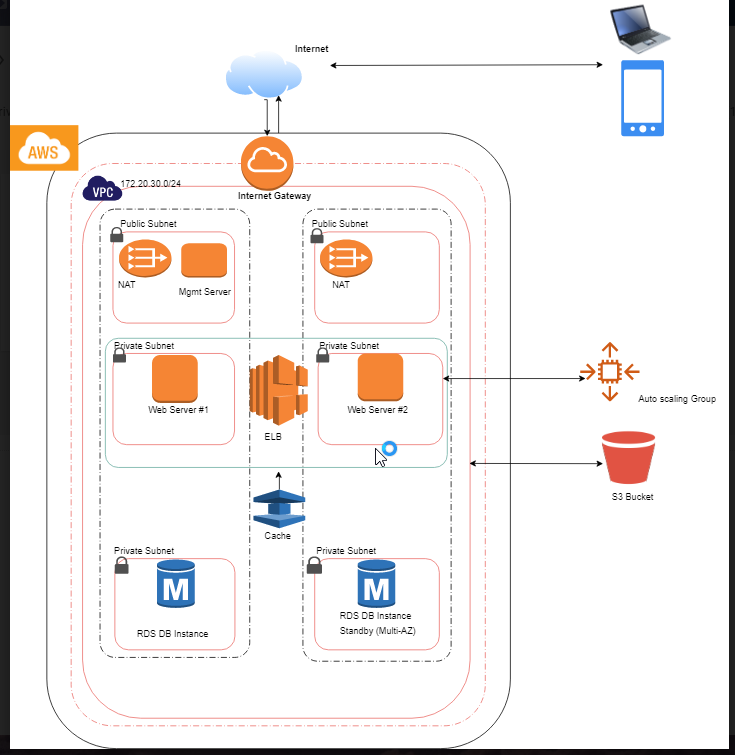 Internet
AWS
VPC
172.20.30.0/24
Internet Gateway
Public Subnet
Public Subnet
NAT
Mgmt Server
NAT
Private Subnet
Private Subnet
Web Server #1
Web Server #2
ELB
Auto scaling Group
S3 Bucket
Cache
Private Subnet
Private Subnet
M
M
RDS DB Instance
RDS DB Instance
Standby (Multi-AZ)